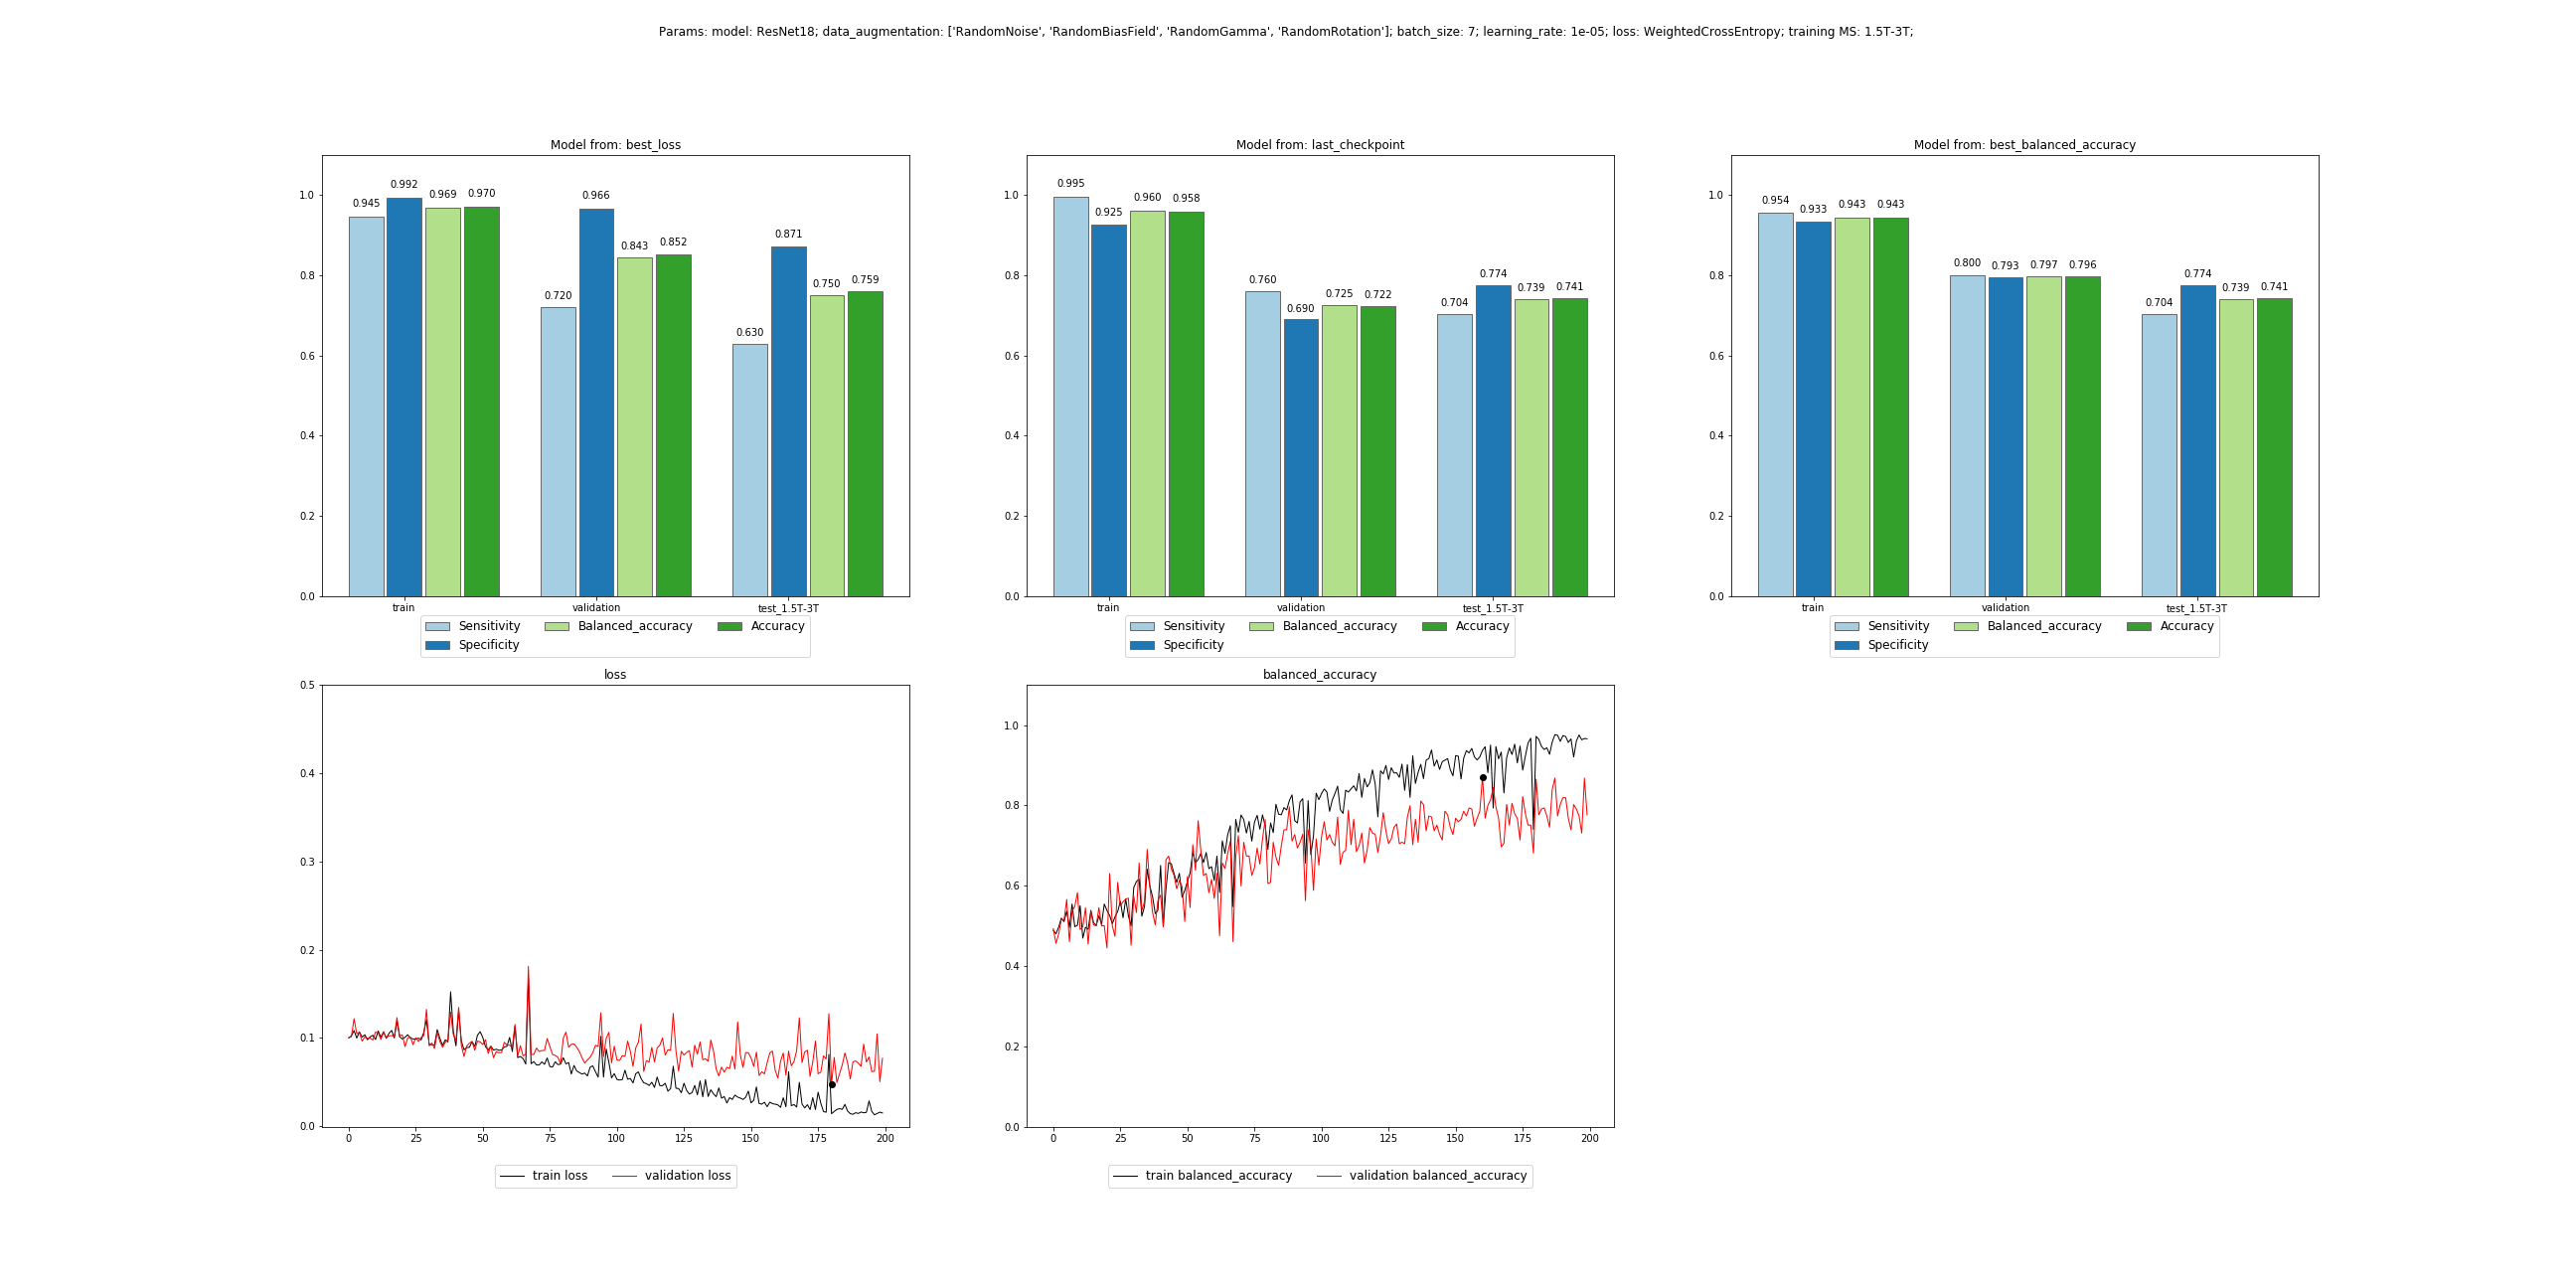 Params: model: ResNet18; data_augmentation: ['RandomNoise', 'RandomBiasField', 'RandomGamma', 'RandomRotation']; batch_size: 7; learning_rate: 1e-05; loss: WeightedCrossEntropy; training MS: 1.5T-3T;
Model from: best_loss
1.0
0.8
0.6
0.4
0.2
0.0
0.945
0.992
0.969
0.970
0.720
0.966
0.843
0.852
0.630
0.871
0.750
0.759
train
validation
test_1.5T-3T
Sensitivity
Specificity
Balanced_accuracy
Accuracy
Model from: last_checkpoint
1.0
0.8
0.6
0.4
0.2
0.0
0.995
0.925
0.960
0.958
0.760
0.690
0.725
0.722
0.704
0.774
0.739
0.741
train
validation
test_1.5T-3T
Sensitivity
Specificity
Balanced_accuracy
Accuracy
Model from: best_balanced_accuracy
1.0
0.8
0.6
0.4
0.2
0.0
0.954
0.933
0.943
0.943
0.800
0.793
0.797
0.796
0.704
0.774
0.739
0.741
train
validation
test_1.5T-3T
Sensitivity
Specificity
Balanced_accuracy
Accuracy
loss
0.5
0.4
0.3
0.2
0.1
0.0
0 25 50 75 100 125 150 175 200
train loss
validation loss
balanced_accuracy
1.0
0.8
0.6
0.4
0.2
0.0
0 25 50 75 100 125 150 175 200
train balanced_accuracy
validation balanced_accuracy